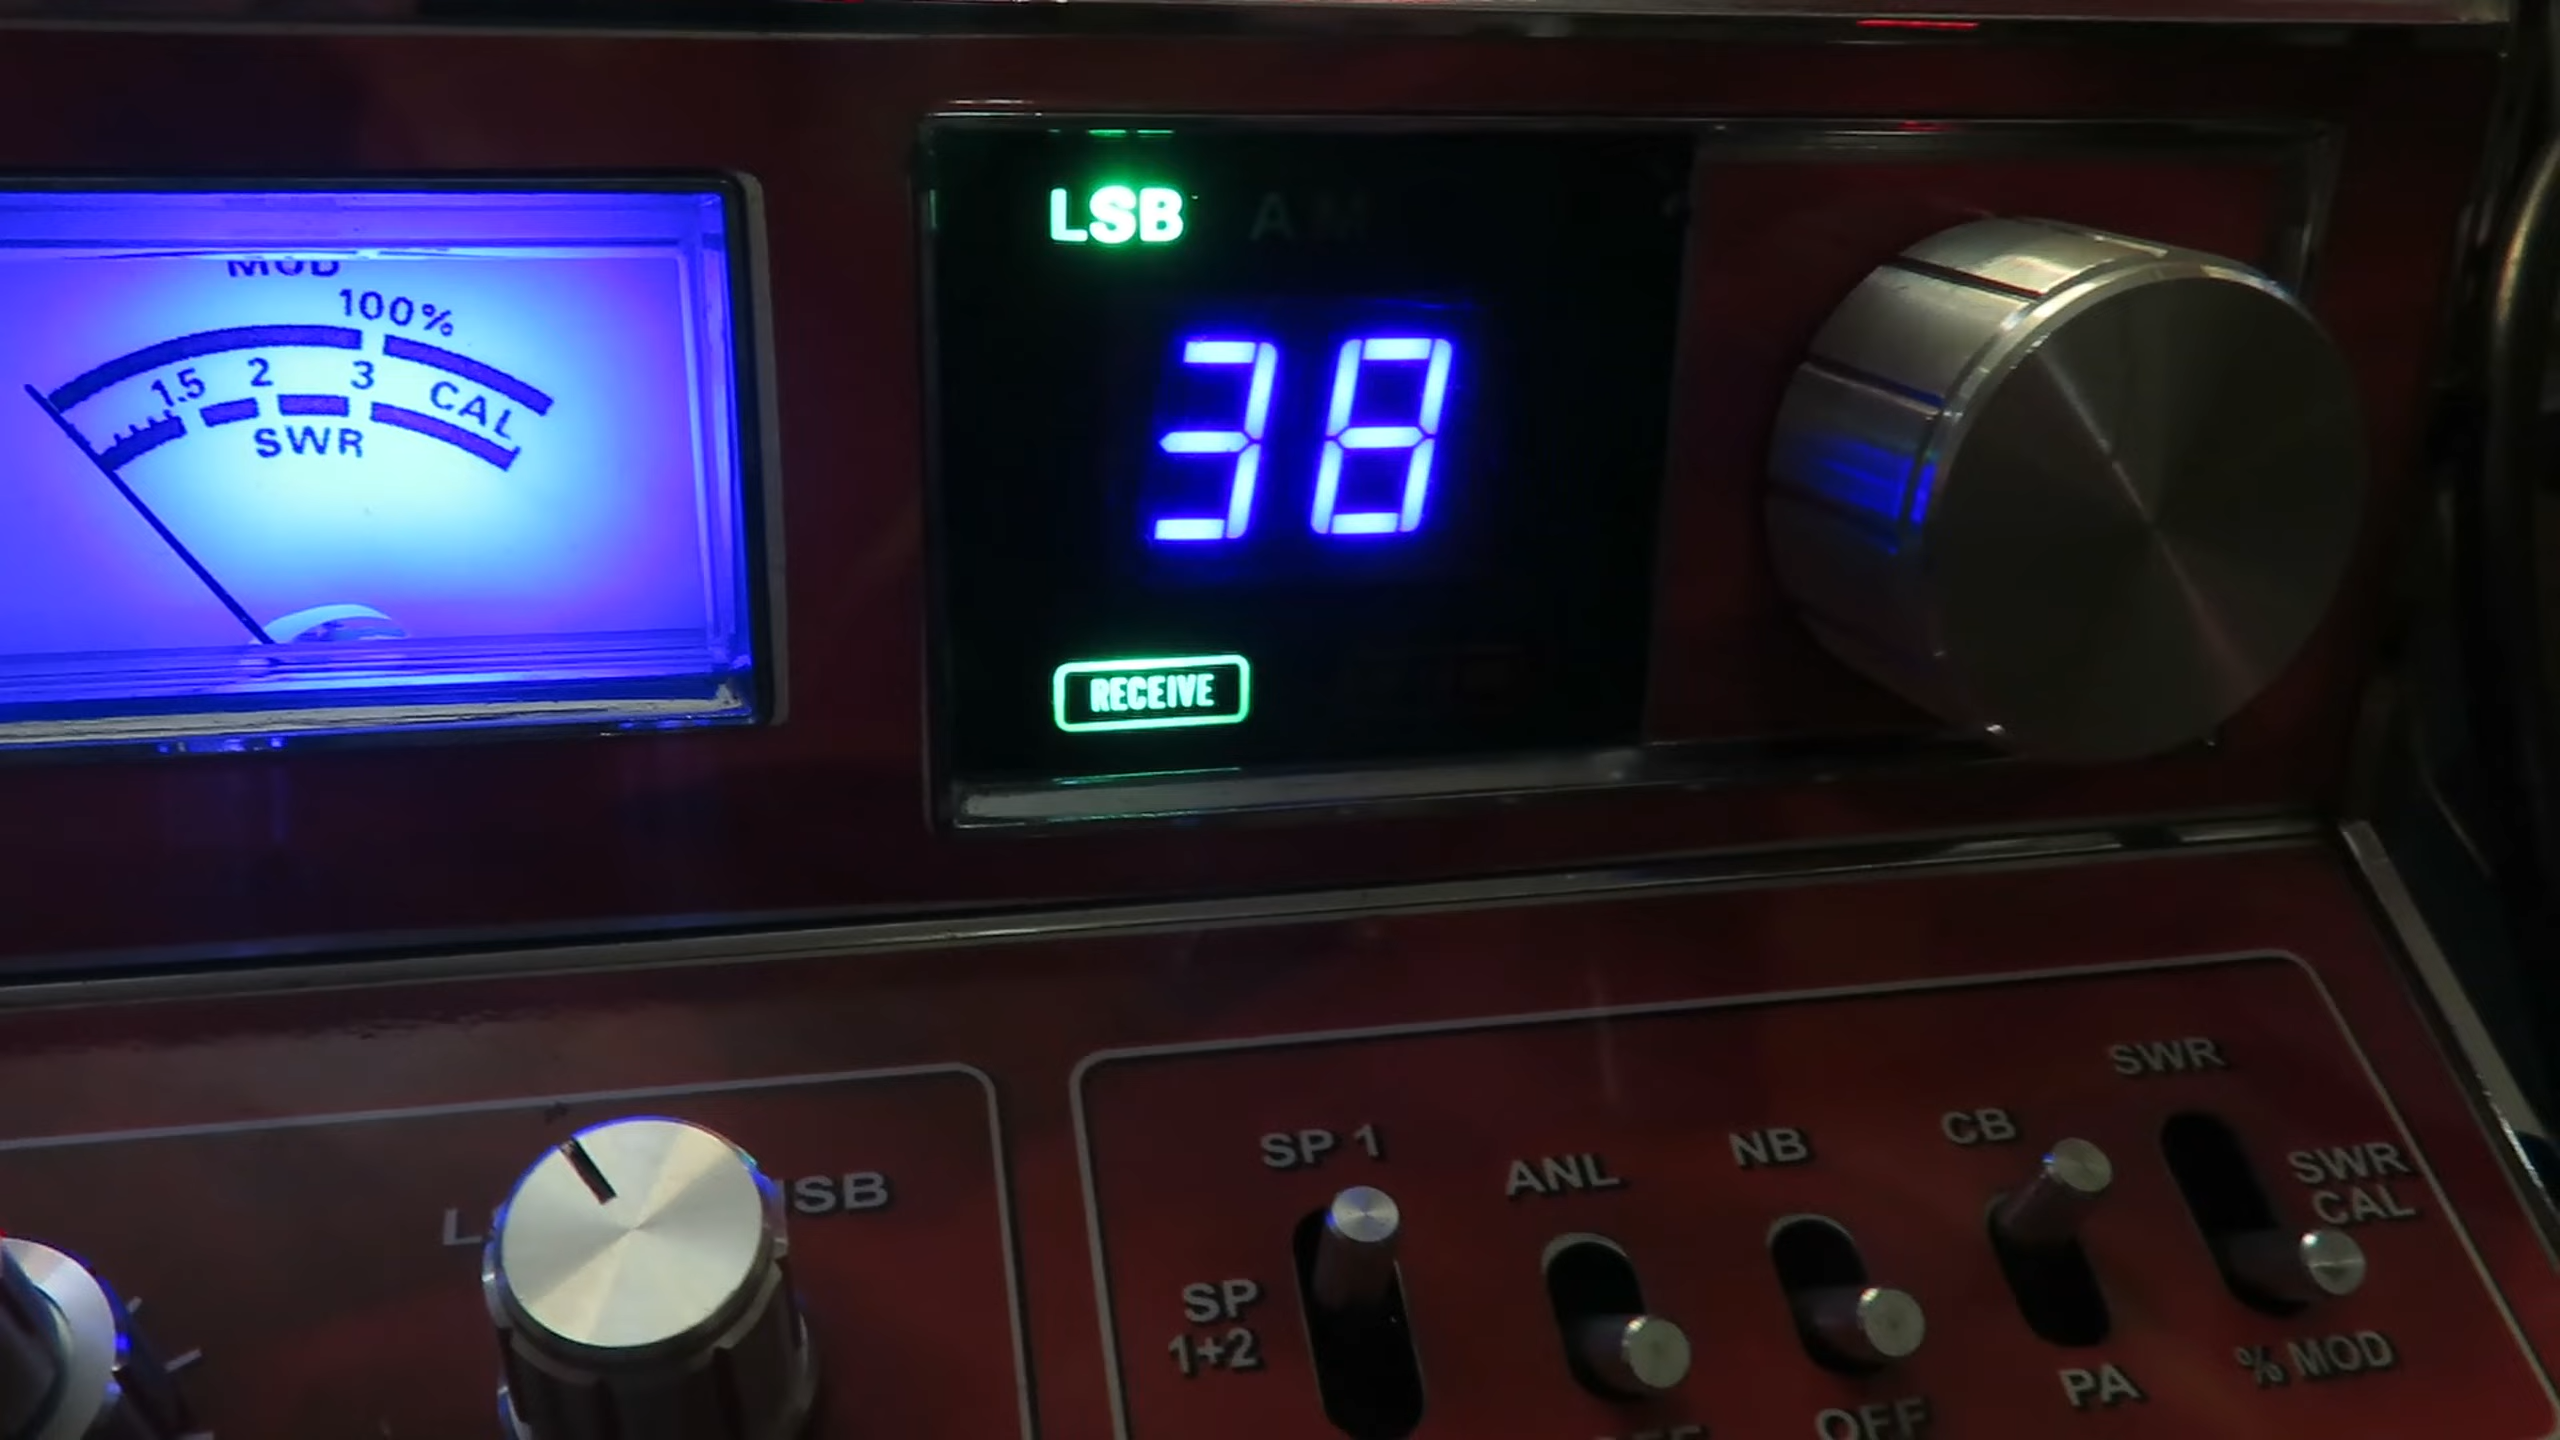 MOD
100%
1.5 2 3 CAL
SWR
LSB AM
38
RECEIVE
SP 1
ANL
NB
CB
SWR
SWR
CAL
SP
1+2
OFF
PA
% MOD